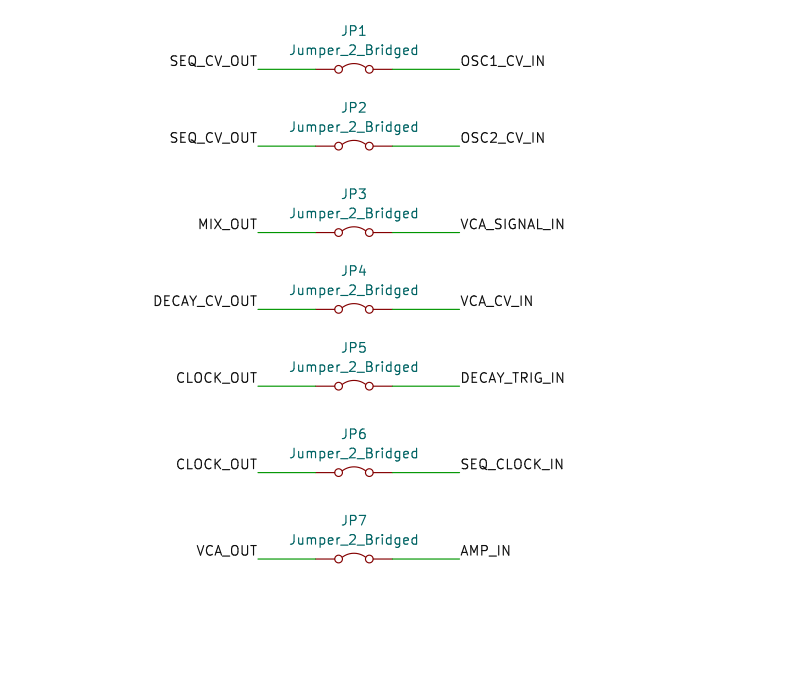 JP1
Jumper_2_Bridged
SEQ_CV_OUT OSC1_CV_IN
JP2
Jumper_2_Bridged
SEQ_CV_OUT OSC2_CV_IN
JP3
Jumper_2_Bridged
MIX_OUT VCA_SIGNAL_IN
JP4
Jumper_2_Bridged
DECAY_CV_OUT VCA_CV_IN
JP5
Jumper_2_Bridged
CLOCK_OUT DECAY_TRIG_IN
JP6
Jumper_2_Bridged
CLOCK_OUT SEQ_CLOCK_IN
JP7
Jumper_2_Bridged
VCA_OUT AMP_IN